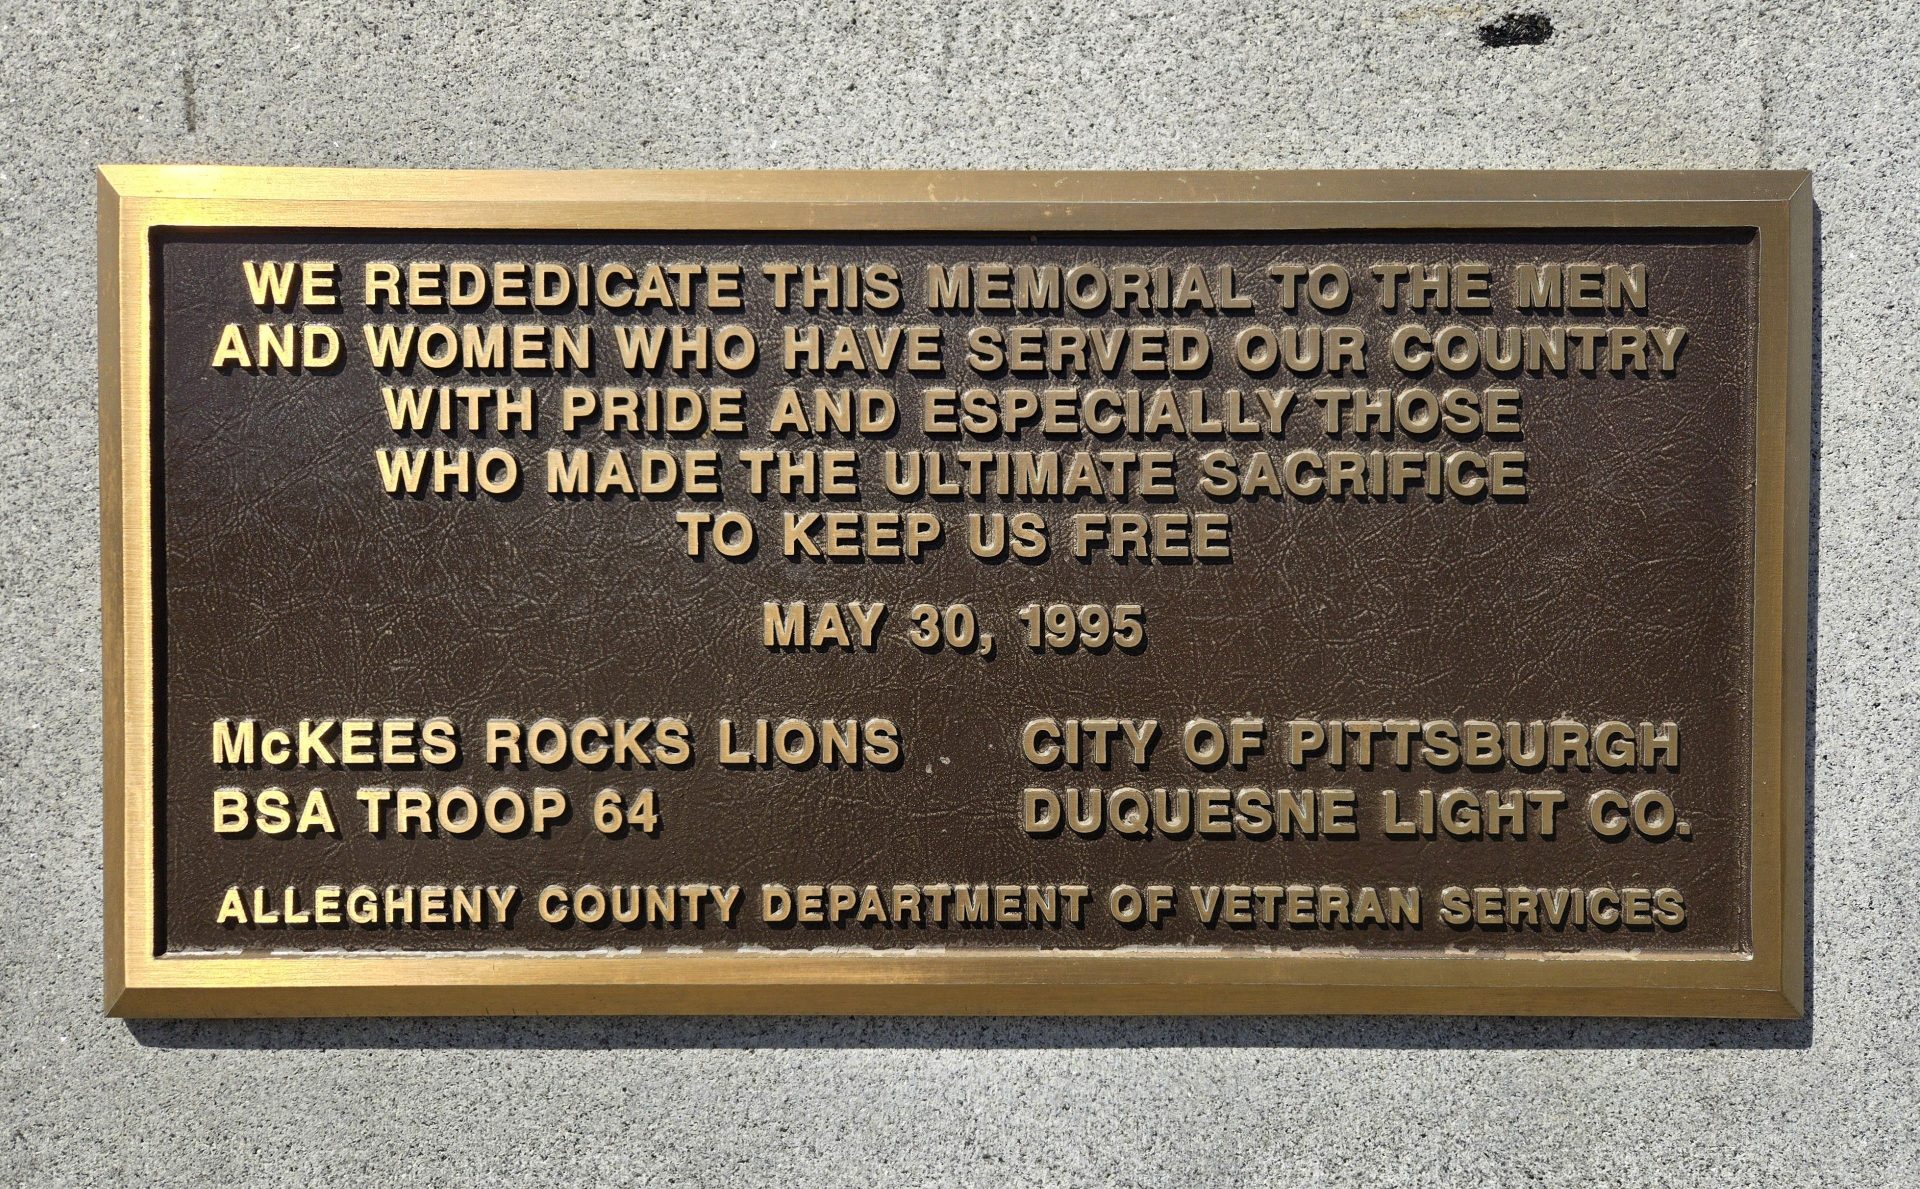 WE REDEDICATE THIS MEMORIAL TO THE MEN
AND WOMEN WHO HAVE SERVED OUR COUNTRY
WITH PRIDE AND ESPECIALLY THOSE
WHO MADE THE ULTIMATE SACRIFICE
TO KEEP US FREE
MAY 30, 1995
McKEES ROCKS LIONS
BSA TROOP 64
CITY OF PITTSBURGH
DUQUESNE LIGHT CO.
ALLEGHENY COUNTY DEPARTMENT OF VETERAN SERVICES